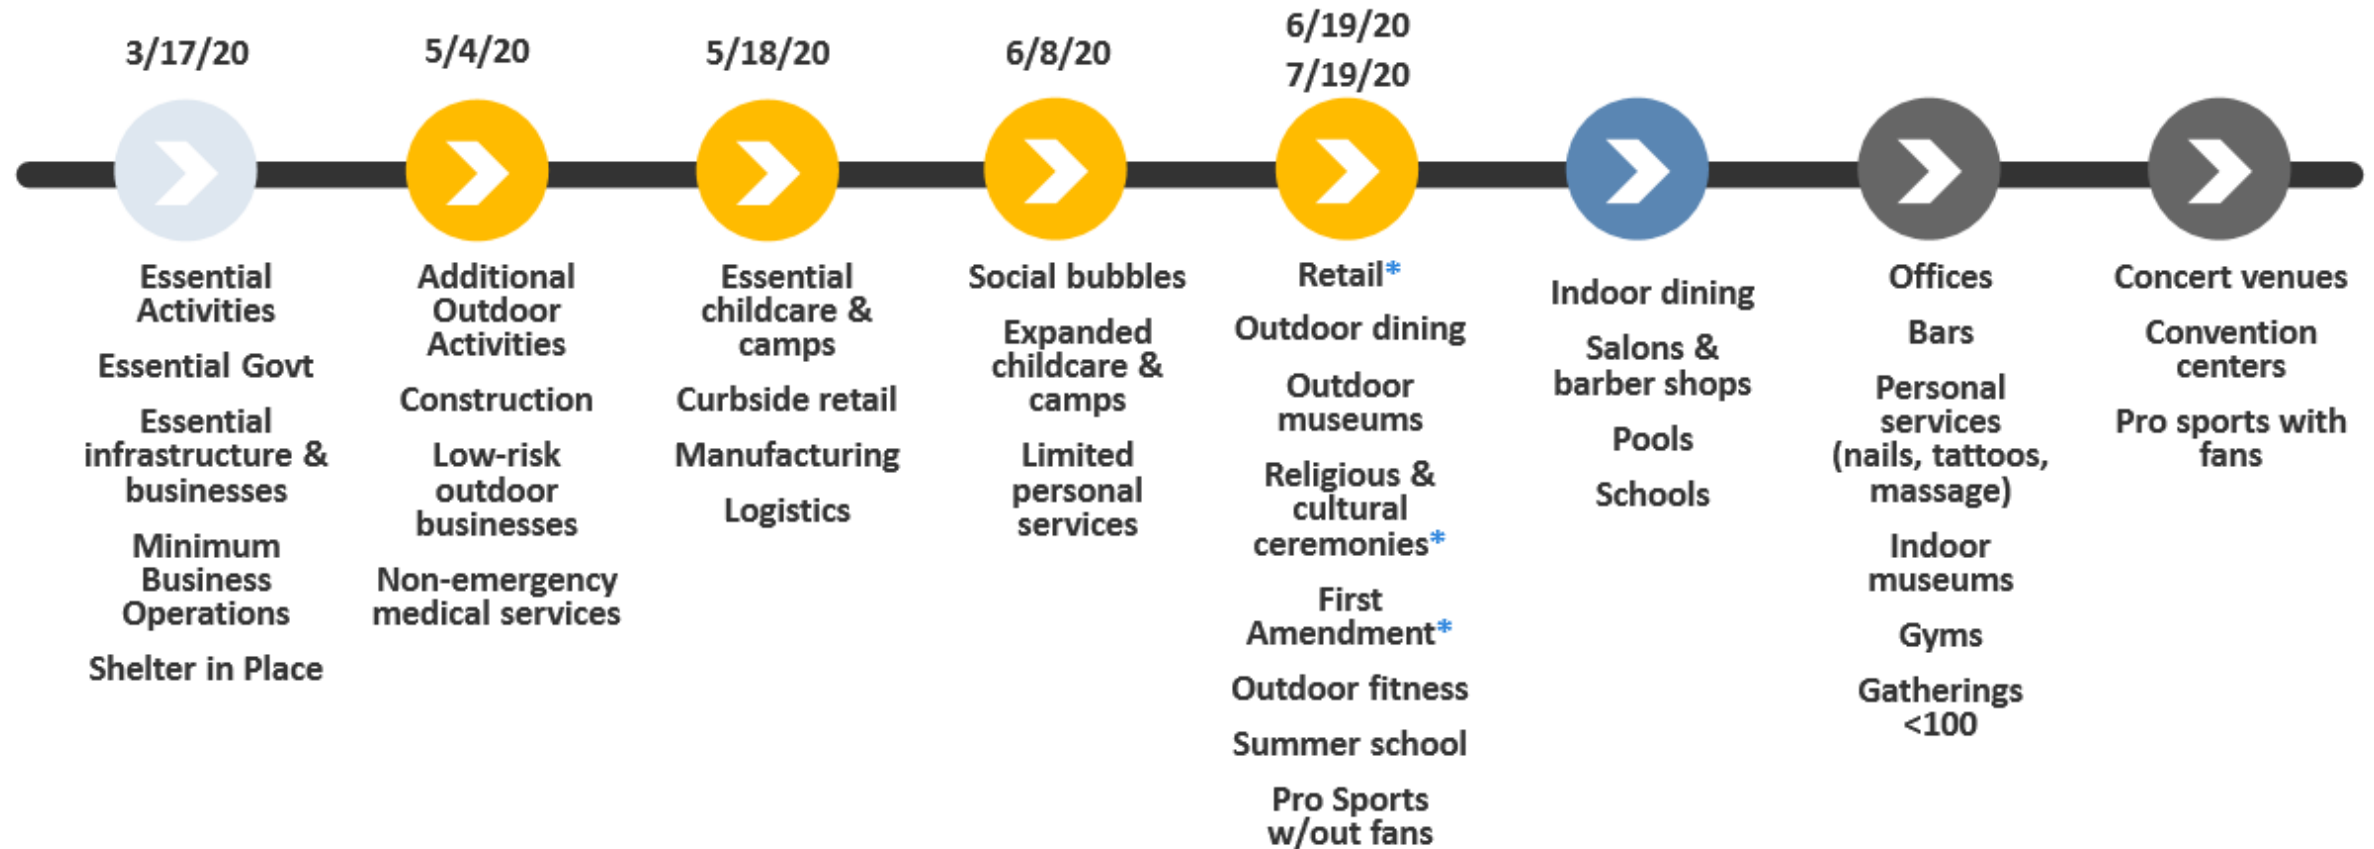 3/17/20
Essential
Activities
Essential Govt
Essential
infrastructure &
businesses
Minimum
Business
Operations
Shelter in Place
5/4/20
Additional
Outdoor
Activities
Construction
Low-risk
outdoor
businesses
Non-emergency
medical services
5/18/20
Essential
childcare &
camps
Curbside retail
Manufacturing
Logistics
6/8/20
Social bubbles
Expanded
childcare &
camps
Limited
personal
services
6/19/20
7/19/20
Retail*
Outdoor dining
Outdoor
museums
Religious &
cultural
ceremonies*
First
Amendment*
Outdoor fitness
Summer school
Pro Sports
w/out fans
Indoor dining
Salons &
barber shops
Pools
Schools
Offices
Bars
Personal
services
(nails, tattoos,
massage)
Indoor
museums
Gyms
Gatherings
<100
Concert venues
Convention
centers
Pro sports with
fans